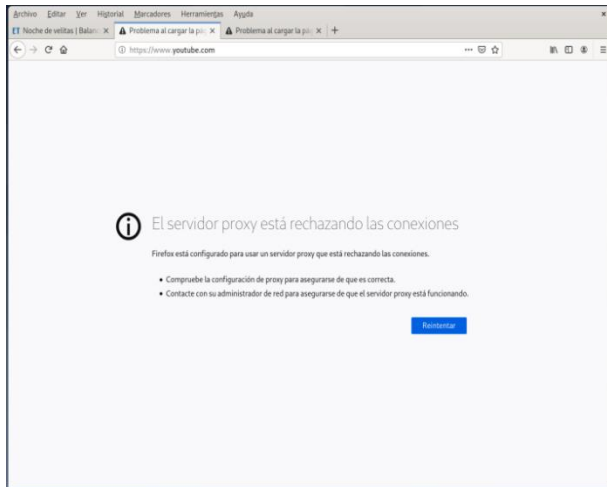 Archivo Editar Ver Historial Marcadores Herramientas Ayuda
ET Noche de velitas | Balan Problema al cargar la pág Problema al cargar la pág
https://www.youtube.com
El servidor proxy está rechazando las conexiones
Firefox está configurado para usar un servidor proxy que está rechazando las conexiones.
Compruebe la configuración de proxy para asegurarse de que es correcta.
Contacte con su administrador de red para asegurarse de que el servidor proxy está funcionando.
Reintentar